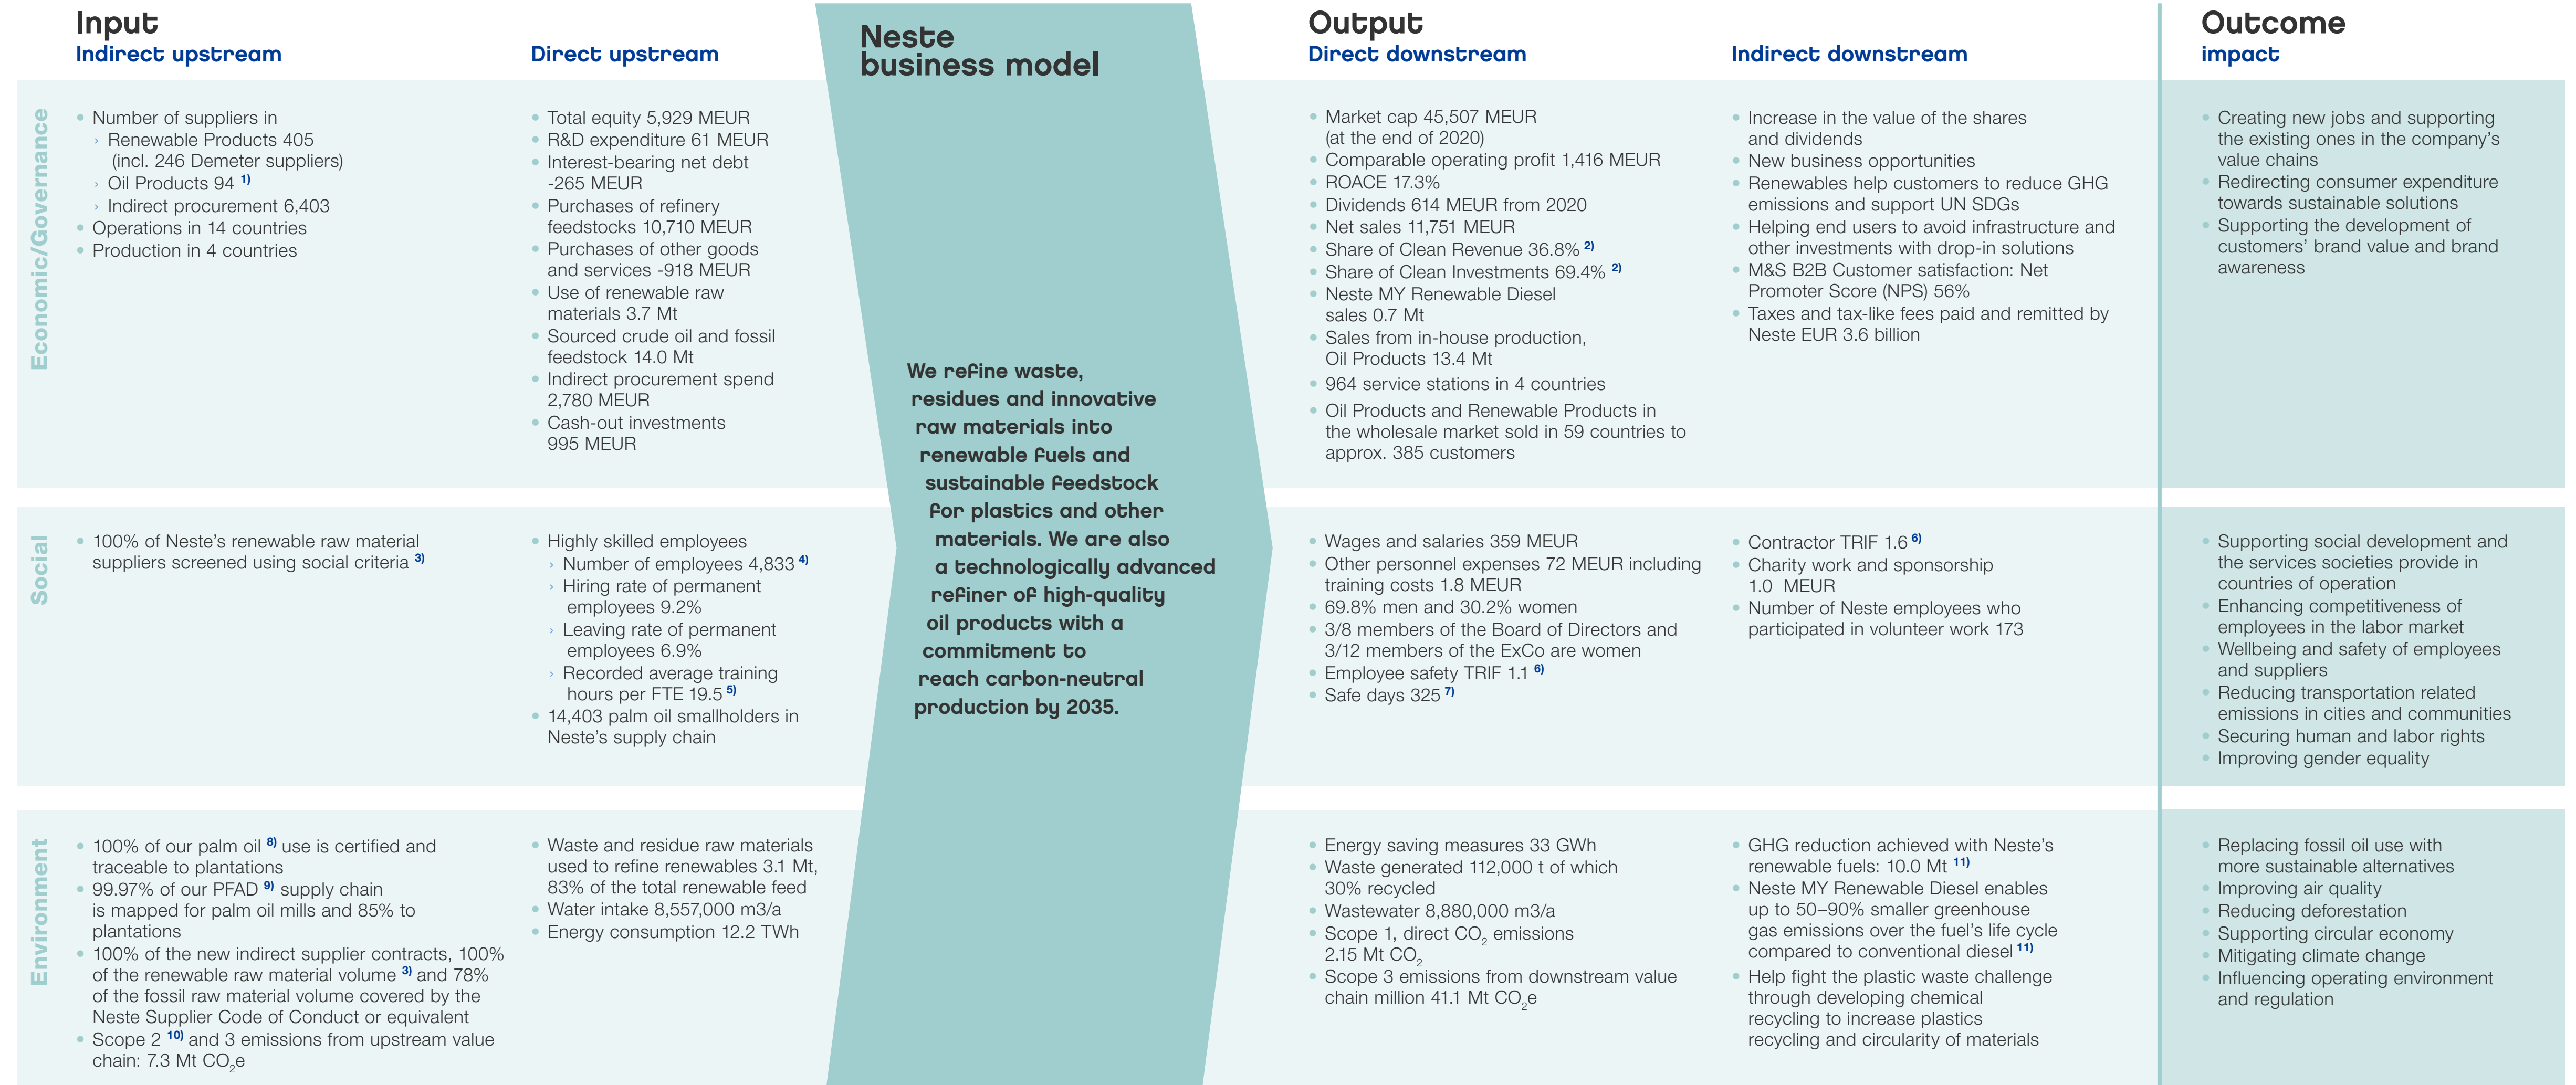 Input
Indirect upstream
Direct upstream
Neste
business model
Output
Direct downstream
Indirect downstream
Outcome
impact
Economic/Governance
• Number of suppliers in
› Renewable Products 405
(incl. 246 Demeter suppliers)
› Oil Products 94 1)
› Indirect procurement 6,403
• Operations in 14 countries
• Production in 4 countries
• Total equity 5,929 MEUR
• R&D expenditure 61 MEUR
• Interest-bearing net debt
-265 MEUR
• Purchases of refinery
feedstocks 10,710 MEUR
• Purchases of other goods
and services -918 MEUR
• Use of renewable raw
materials 3.7 Mt
• Sourced crude oil and fossil
feedstock 14.0 Mt
• Indirect procurement spend
2,780 MEUR
• Cash-out investments
995 MEUR
We refine waste,
residues and innovative
raw materials into
renewable fuels and
sustainable feedstock
for plastics and other
materials. We are also
a technologically advanced
refiner of high-quality
oil products with a
commitment to
reach carbon-neutral
production by 2035.
• Market cap 45,507 MEUR
(at the end of 2020)
• Comparable operating profit 1,416 MEUR
• ROACE 17.3%
• Dividends 614 MEUR from 2020
• Net sales 11,751 MEUR
• Share of Clean Revenue 36.8% 2)
• Share of Clean Investments 69.4% 2)
• Neste MY Renewable Diesel
sales 0.7 Mt
• Sales from in-house production,
Oil Products 13.4 Mt
• 964 service stations in 4 countries
• Oil Products and Renewable Products in
the wholesale market sold in 59 countries to
approx. 385 customers
• Increase in the value of the shares
and dividends
• New business opportunities
• Renewables help customers to reduce GHG
emissions and support UN SDGs
• Helping end users to avoid infrastructure and
other investments with drop-in solutions
• M&S B2B Customer satisfaction: Net
Promoter Score (NPS) 56%
• Taxes and tax-like fees paid and remitted by
Neste EUR 3.6 billion
• Creating new jobs and supporting
the existing ones in the company’s
value chains
• Redirecting consumer expenditure
towards sustainable solutions
• Supporting the development of
customers’ brand value and brand
awareness
Social
• 100% of Neste’s renewable raw material
suppliers screened using social criteria 3)
• Highly skilled employees
› Number of employees 4,833 4)
› Hiring rate of permanent
employees 9.2%
› Leaving rate of permanent
employees 6.9%
› Recorded average training
hours per FTE 19.5 5)
• 14,403 palm oil smallholders in
Neste’s supply chain
• Wages and salaries 359 MEUR
• Other personnel expenses 72 MEUR including
training costs 1.8 MEUR
• 69.8% men and 30.2% women
• 3/8 members of the Board of Directors and
3/12 members of the ExCo are women
• Employee safety TRIF 1.1 6)
• Safe days 325 7)
• Contractor TRIF 1.6 6)
• Charity work and sponsorship
1.0 MEUR
• Number of Neste employees who
participated in volunteer work 173
• Supporting social development and
the services societies provide in
countries of operation
• Enhancing competitiveness of
employees in the labor market
• Wellbeing and safety of employees
and suppliers
• Reducing transportation related
emissions in cities and communities
• Securing human and labor rights
• Improving gender equality
Environment
• 100% of our palm oil 8) use is certified and
traceable to plantations
• 99.97% of our PFAD 9) supply chain
is mapped for palm oil mills and 85% to
plantations
• 100% of the new indirect supplier contracts, 100%
of the renewable raw material volume 3) and 78%
of the fossil raw material volume covered by the
Neste Supplier Code of Conduct or equivalent
• Scope 2 10) and 3 emissions from upstream value
chain: 7.3 Mt CO2e
• Waste and residue raw materials
used to refine renewables 3.1 Mt,
83% of the total renewable feed
• Water intake 8,557,000 m3/a
• Energy consumption 12.2 TWh
• Energy saving measures 33 GWh
• Waste generated 112,000 t of which
30% recycled
• Wastewater 8,880,000 m3/a
• Scope 1, direct CO2 emissions
2.15 Mt CO2
• Scope 3 emissions from downstream value
chain million 41.1 Mt CO2e
• GHG reduction achieved with Neste’s
renewable fuels: 10.0 Mt 11)
• Neste MY Renewable Diesel enables
up to 50–90% smaller greenhouse
gas emissions over the fuel’s life cycle
compared to conventional diesel 11)
• Help fight the plastic waste challenge
through developing chemical
recycling to increase plastics
recycling and circularity of materials
• Replacing fossil oil use with
more sustainable alternatives
• Improving air quality
• Reducing deforestation
• Supporting circular economy
• Mitigating climate change
• Influencing operating environment
and regulation